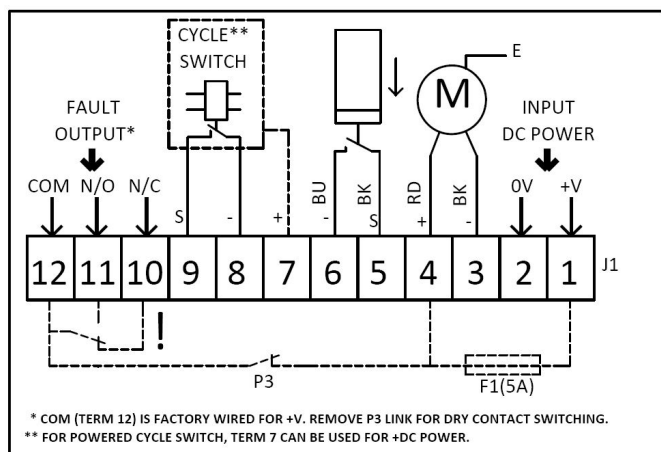 CYCLE**
SWITCH
FAULT
OUTPUT*
COM N/O N/C
S - +
BU
-
BK
S
M
E
RD
+
BK
-
INPUT
DC POWER
0V +V
12 11 10 9 8 7 6 5 4 3 2 1
J1
!
P3
F1(5A)
* COM (TERM 12) IS FACTORY WIRED FOR +V. REMOVE P3 LINK FOR DRY CONTACT SWITCHING.
** FOR POWERED CYCLE SWITCH, TERM 7 CAN BE USED FOR +DC POWER.